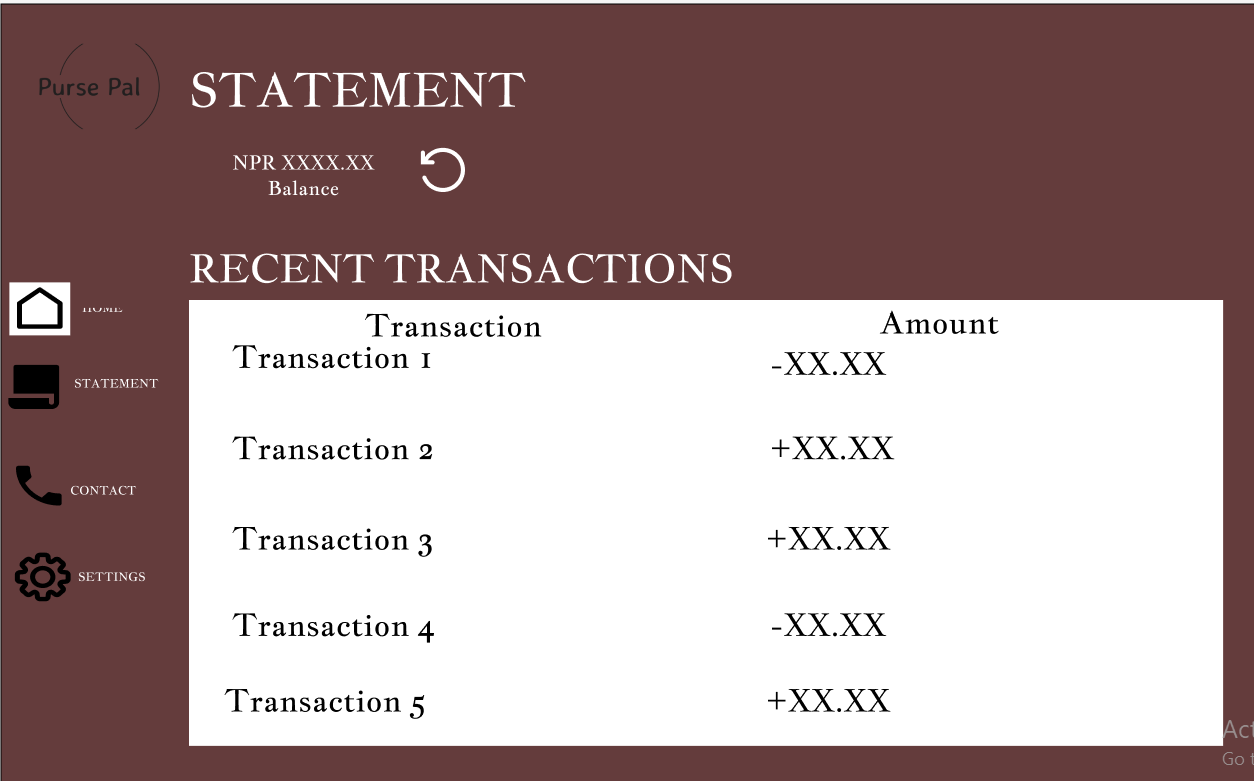 Purse Pal
STATEMENT
NPR XXXX.XX
Balance
RECENT TRANSACTIONS
HOME
STATEMENT
CONTACT
SETTINGS
Transaction Amount
Transaction 1 -XX.XX
Transaction 2 +XX.XX
Transaction 3 +XX.XX
Transaction 4 -XX.XX
Transaction 5 +XX.XX
Act
Go t